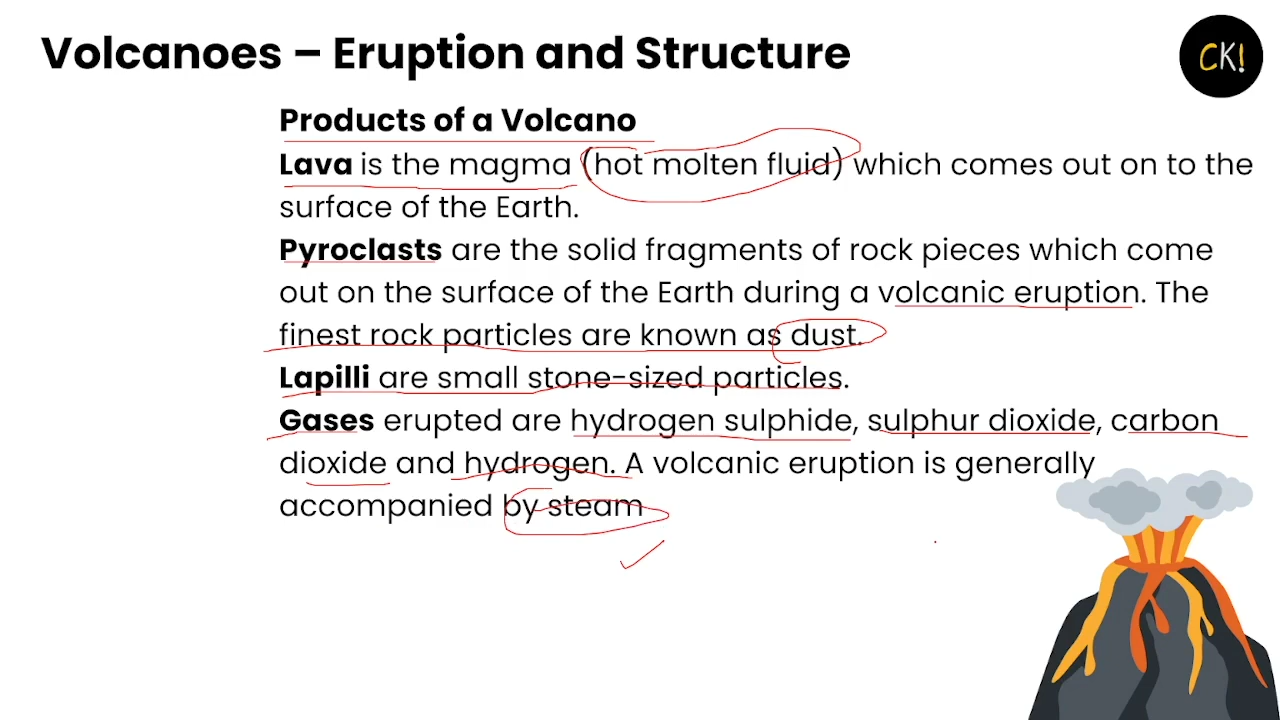 Volcanoes – Eruption and Structure
CK!
Products of a Volcano
Lava is the magma (hot molten fluid) which comes out on to the
surface of the Earth.
Pyroclasts are the solid fragments of rock pieces which come
out on the surface of the Earth during a volcanic eruption. The
finest rock particles are known as dust.
Lapilli are small stone-sized particles.
Gases erupted are hydrogen sulphide, sulphur dioxide, carbon
dioxide and hydrogen. A volcanic eruption is generally
accompanied by steam